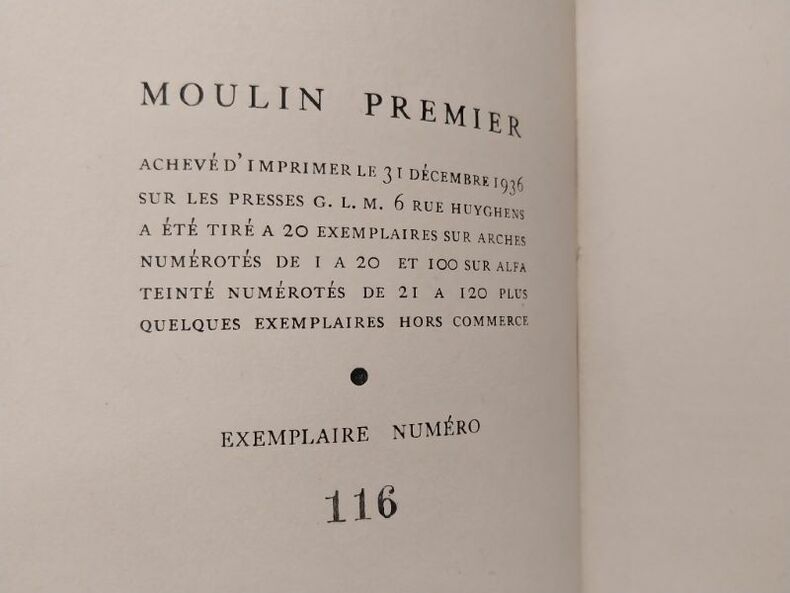 MOULIN PREMIER
ACHEVÉ D'IMPRIMER LE 31 DÉCEMBRE 1936
SUR LES PRESSES G. L. M. 6 RUE HUYGHENS
A ÉTÉ TIRÉ A 20 EXEMPLAIRES SUR ARCHES
NUMÉROTÉS DE 1 A 20 ET 100 SUR ALFA
TEINTÉ NUMÉROTÉS DE 21 A 120 PLUS
QUELQUES EXEMPLAIRES HORS COMMERCE
EXEMPLAIRE NUMÉRO
116